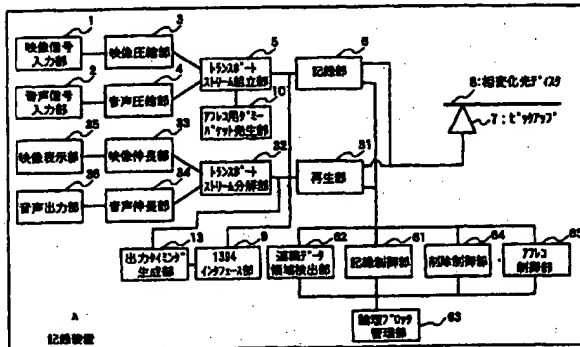 1
映像信号
入力部
3
映像圧縮部
5
トランスポート
ストリーム組立部
6
記録部
8：相変化光ディスク
7：ピックアップ
2
音声信号
入力部
4
音声圧縮部
10
アフレコ用ダミー
パケット発生部
35
映像表示部
33
映像伸長部
32
トランスポート
ストリーム分解部
31
再生部
36
音声出力部
34
音声伸長部
13
出力タイミング
生成部
9
1394
インタフェース部
62
連続データ
領域検出部
61
記録制御部
64
削除制御部
65
アフレコ
制御部
63
論理ブロック
管理部
A
記録装置